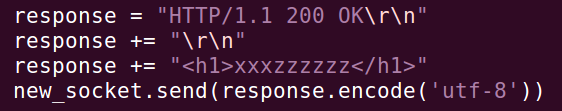 response = "HTTP/1.1 200 OK\r\n"
response += "\r\n"
response += "<h1>xxxzzzzzz</h1>"
new_socket.send(response.encode('utf-8'))